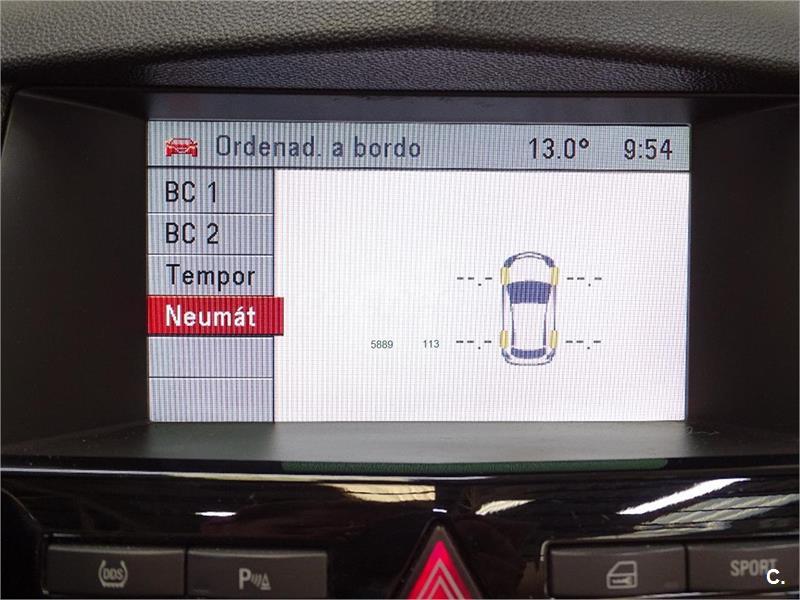 Ordenad. a bordo 13.0° 9:54
BC 1
BC 2
Tempor
Neumát
--.- --.-
5889 113 --.- --.-
DDS
P
SPORT
C.